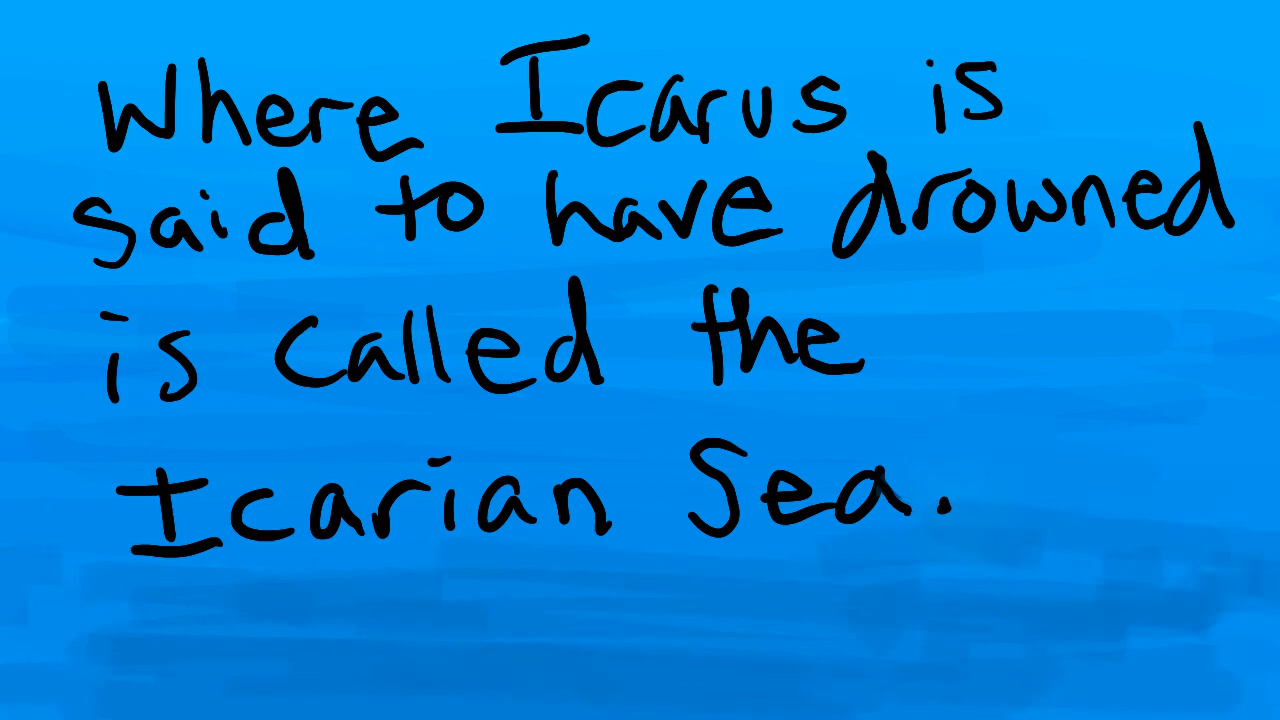 Where Icarus is
said to have drowned
is called the
Icarian Sea.